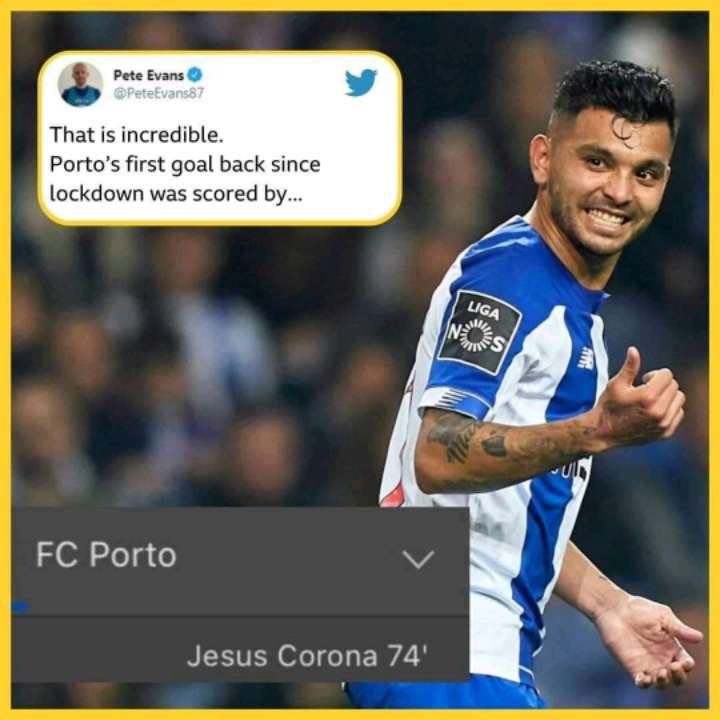 Pete Evans
@PeteEvans87
That is incredible.
Porto's first goal back since
lockdown was scored by...
LIGA
NOS
FC Porto
Jesus Corona 74'